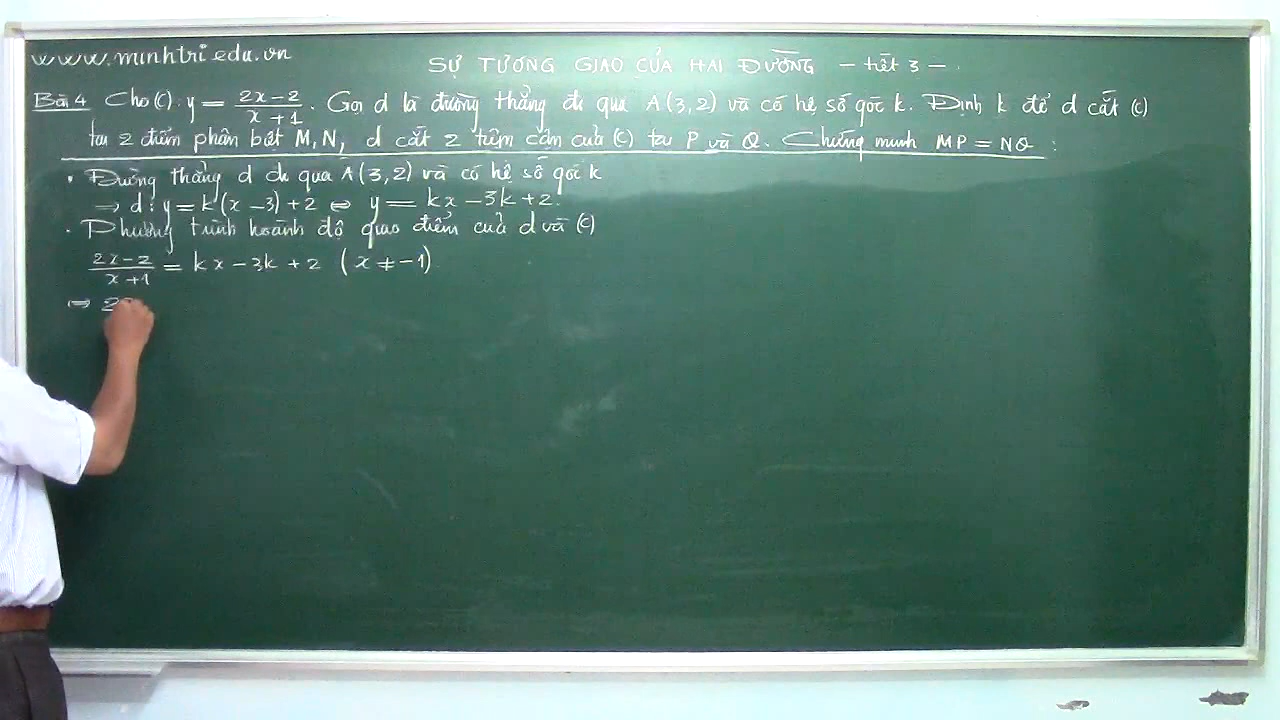 www.minhtri.edu.vn
SỰ TƯƠNG GIAO CỦA HAI ĐƯỜNG - tiết 3 -
Bài 4 Cho (C): y = (2x-2)/(x+1). Gọi d là đường thẳng đi qua A(3,2) và có hệ số góc k. Định k để d cắt (C)
tại 2 điểm phân biệt M,N, d cắt 2 tiệm cận của (C) tại P và Q. Chứng minh MP = NQ :
• Đường thẳng d đi qua A(3,2) và có hệ số góc k
⇒ d: y = k(x-3)+2 ⇔ y = kx-3k+2.
• Phương trình hoành độ giao điểm của d và (C)
(2x-2)/(x+1) = kx-3k+2 (x≠-1)
⇒ 2